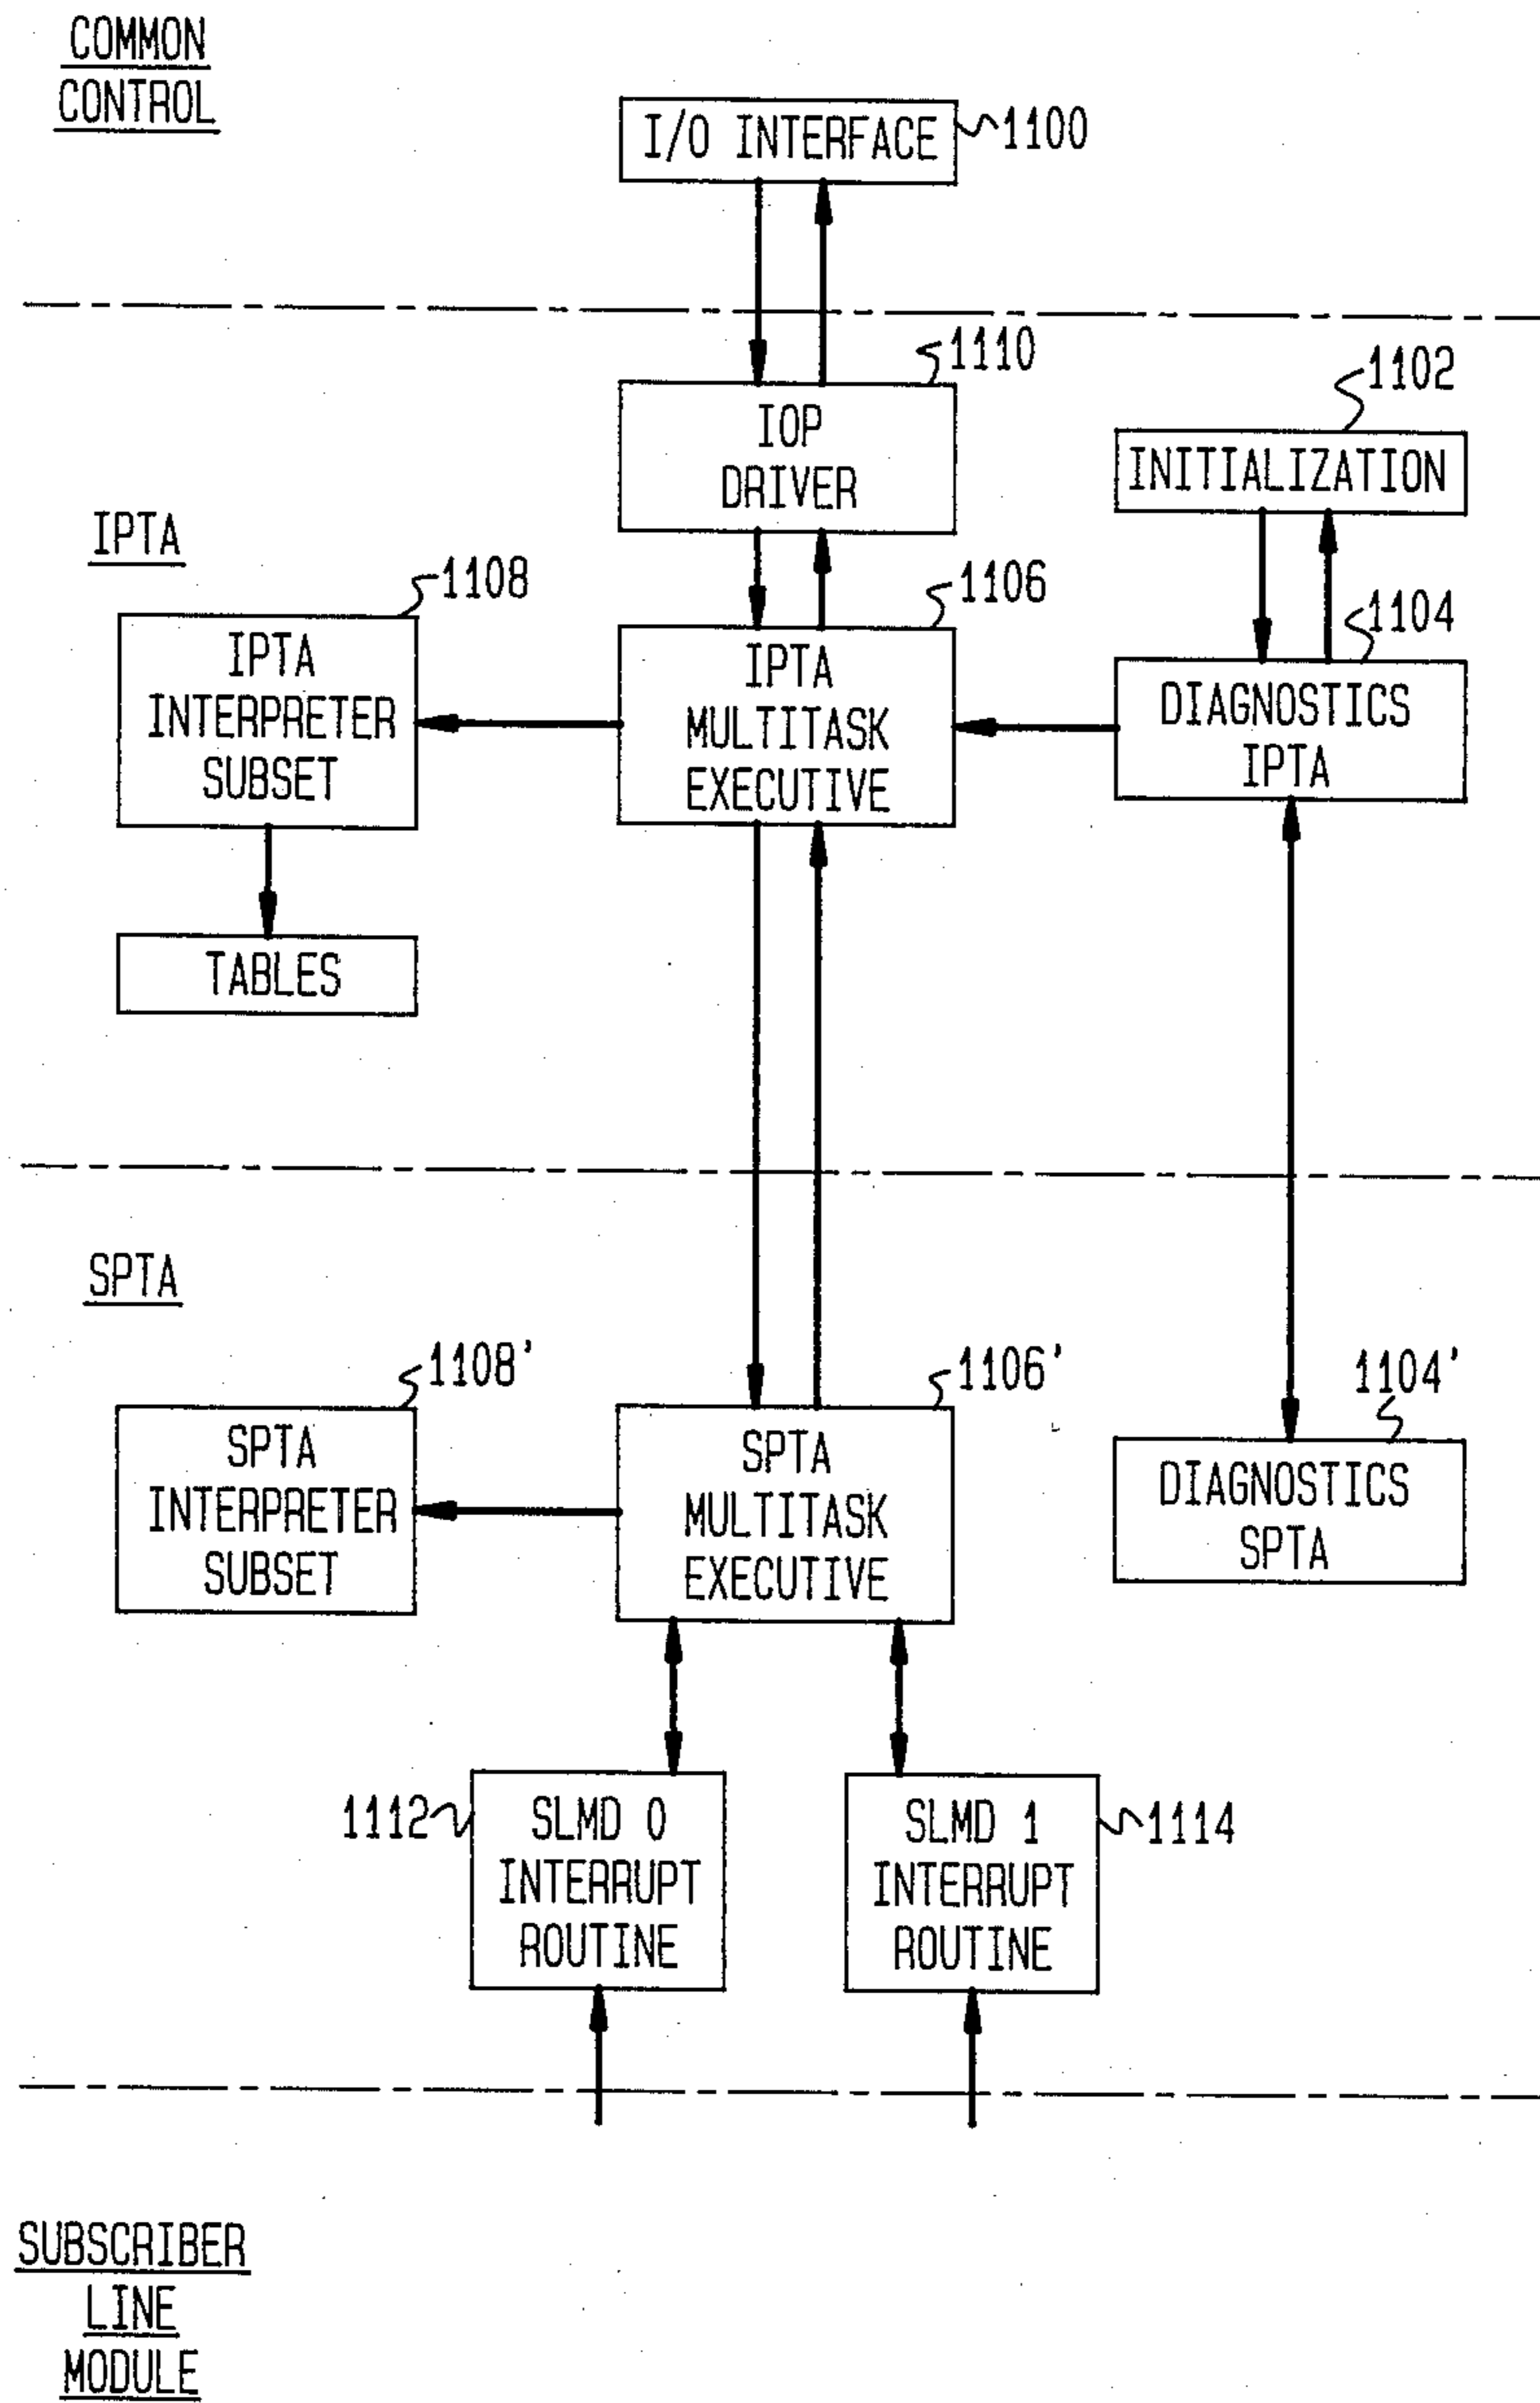 COMMON
CONTROL
I/O INTERFACE
1100
1110
IOP
DRIVER
1102
INITIALIZATION
IPTA
1108
IPTA
INTERPRETER
SUBSET
1106
IPTA
MULTITASK
EXECUTIVE
1104
DIAGNOSTICS
IPTA
TABLES
SPTA
1108'
SPTA
INTERPRETER
SUBSET
1106'
SPTA
MULTITASK
EXECUTIVE
1104'
DIAGNOSTICS
SPTA
1112
SLMD 0
INTERRUPT
ROUTINE
SLMD 1
INTERRUPT
ROUTINE
1114
SUBSCRIBER
LINE
MODULE